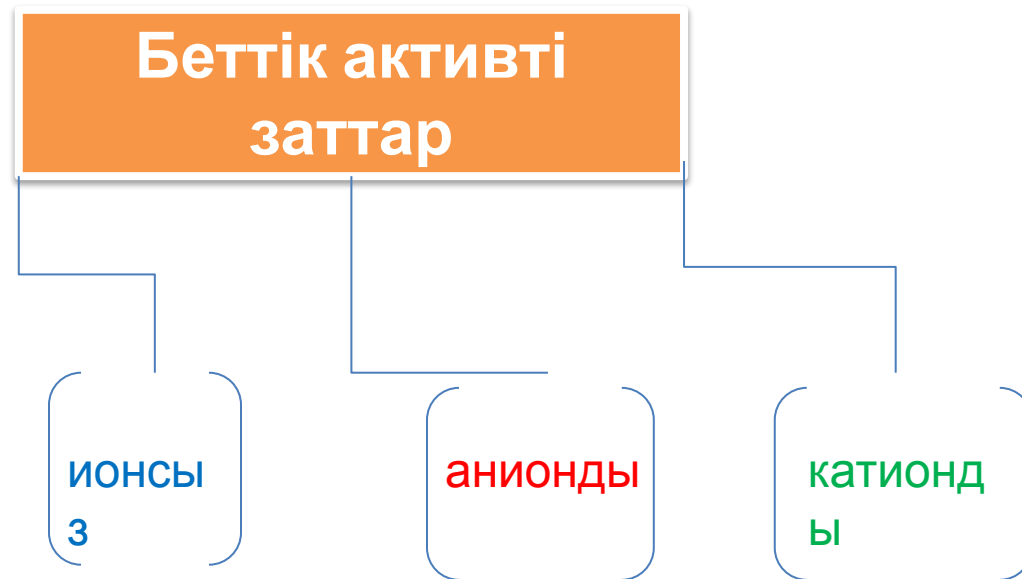 Беттік активті
заттар
ионсы
з
анионды
катионд
ы